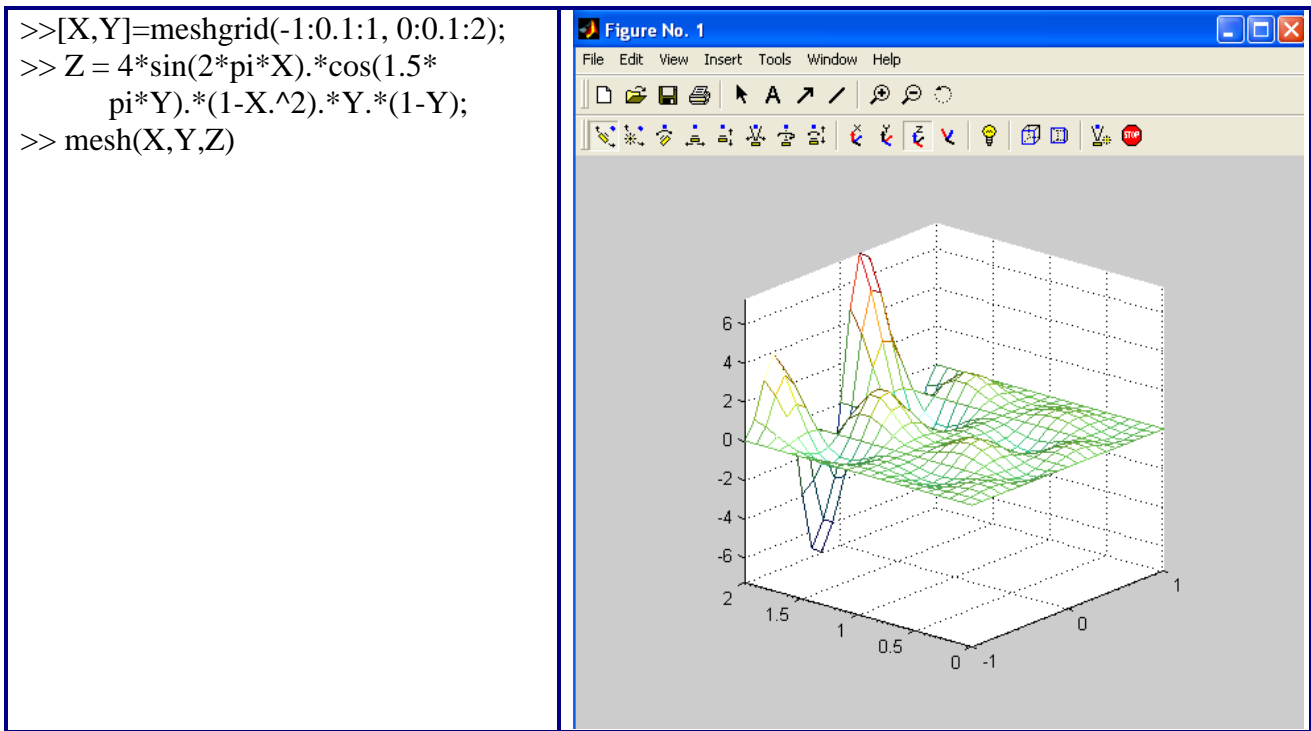 >>[X,Y]=meshgrid(-1:0.1:1, 0:0.1:2);
>> Z = 4*sin(2*pi*X).*cos(1.5*
pi*Y).*(1-X.^2).*Y.*(1-Y);
>> mesh(X,Y,Z)
Figure No. 1
File Edit View Insert Tools Window Help
A
X Y Z V
STOP
6
4
2
0
-2
-4
-6
2
1.5
1
0.5
0
-1
0
1